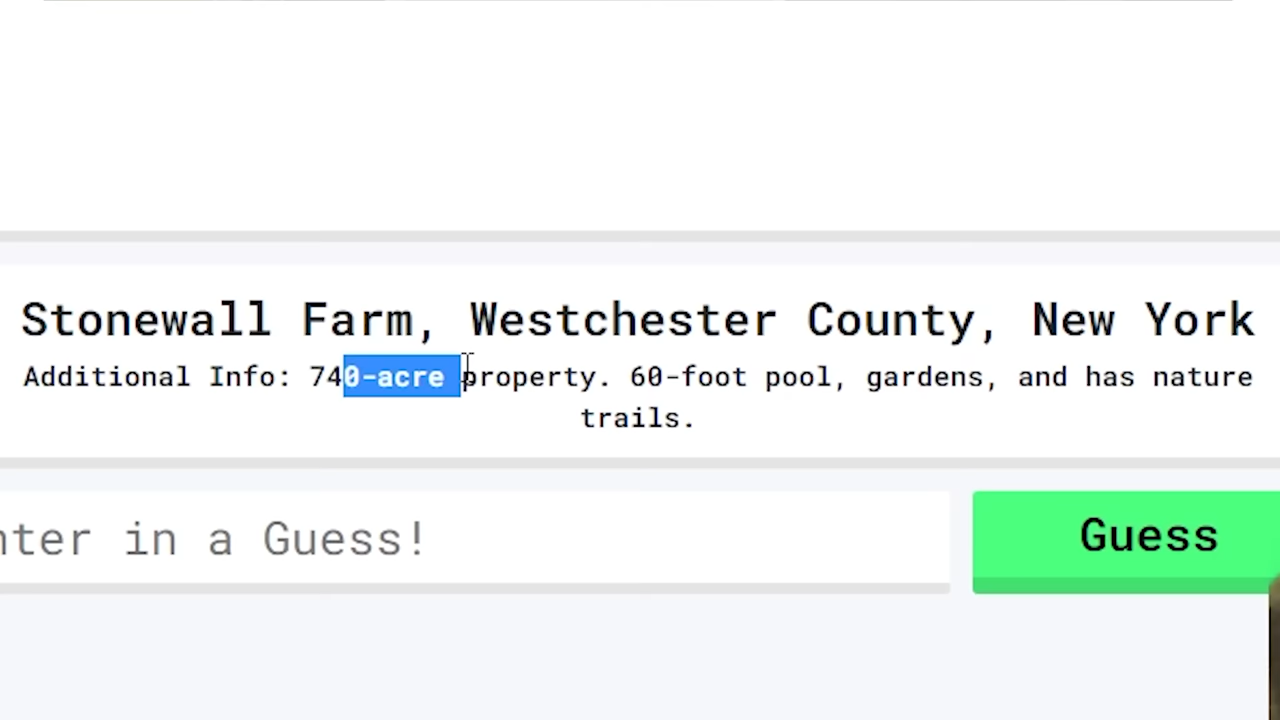 Stonewall Farm, Westchester County, New York
Additional Info: 740-acre property. 60-foot pool, gardens, and has nature
trails.
nter in a Guess!
Guess